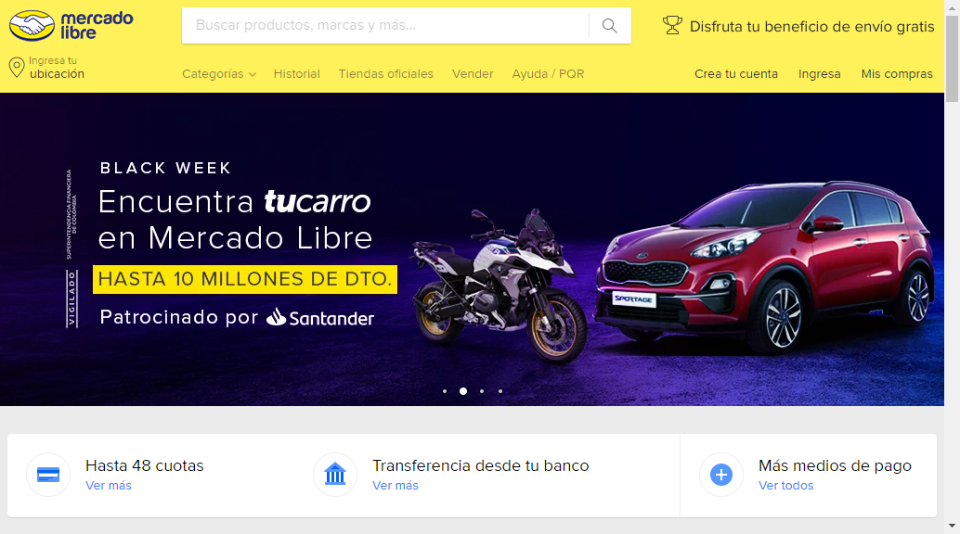 mercado
libre
Buscar productos, marcas y más...
Disfruta tu beneficio de envío gratis
Ingresa tu
ubicación
Categorías
Historial
Tiendas oficiales
Vender
Ayuda / PQR
Crea tu cuenta
Ingresa
Mis compras
BLACK WEEK
Encuentra tucarro
en Mercado Libre
HASTA 10 MILLONES DE DTO.
Patrocinado por Santander
VIGILADO
SUPERINTENDENCIA FINANCIERA
DE COLOMBIA
SPORTAGE
Hasta 48 cuotas
Ver más
Transferencia desde tu banco
Ver más
Más medios de pago
Ver todos